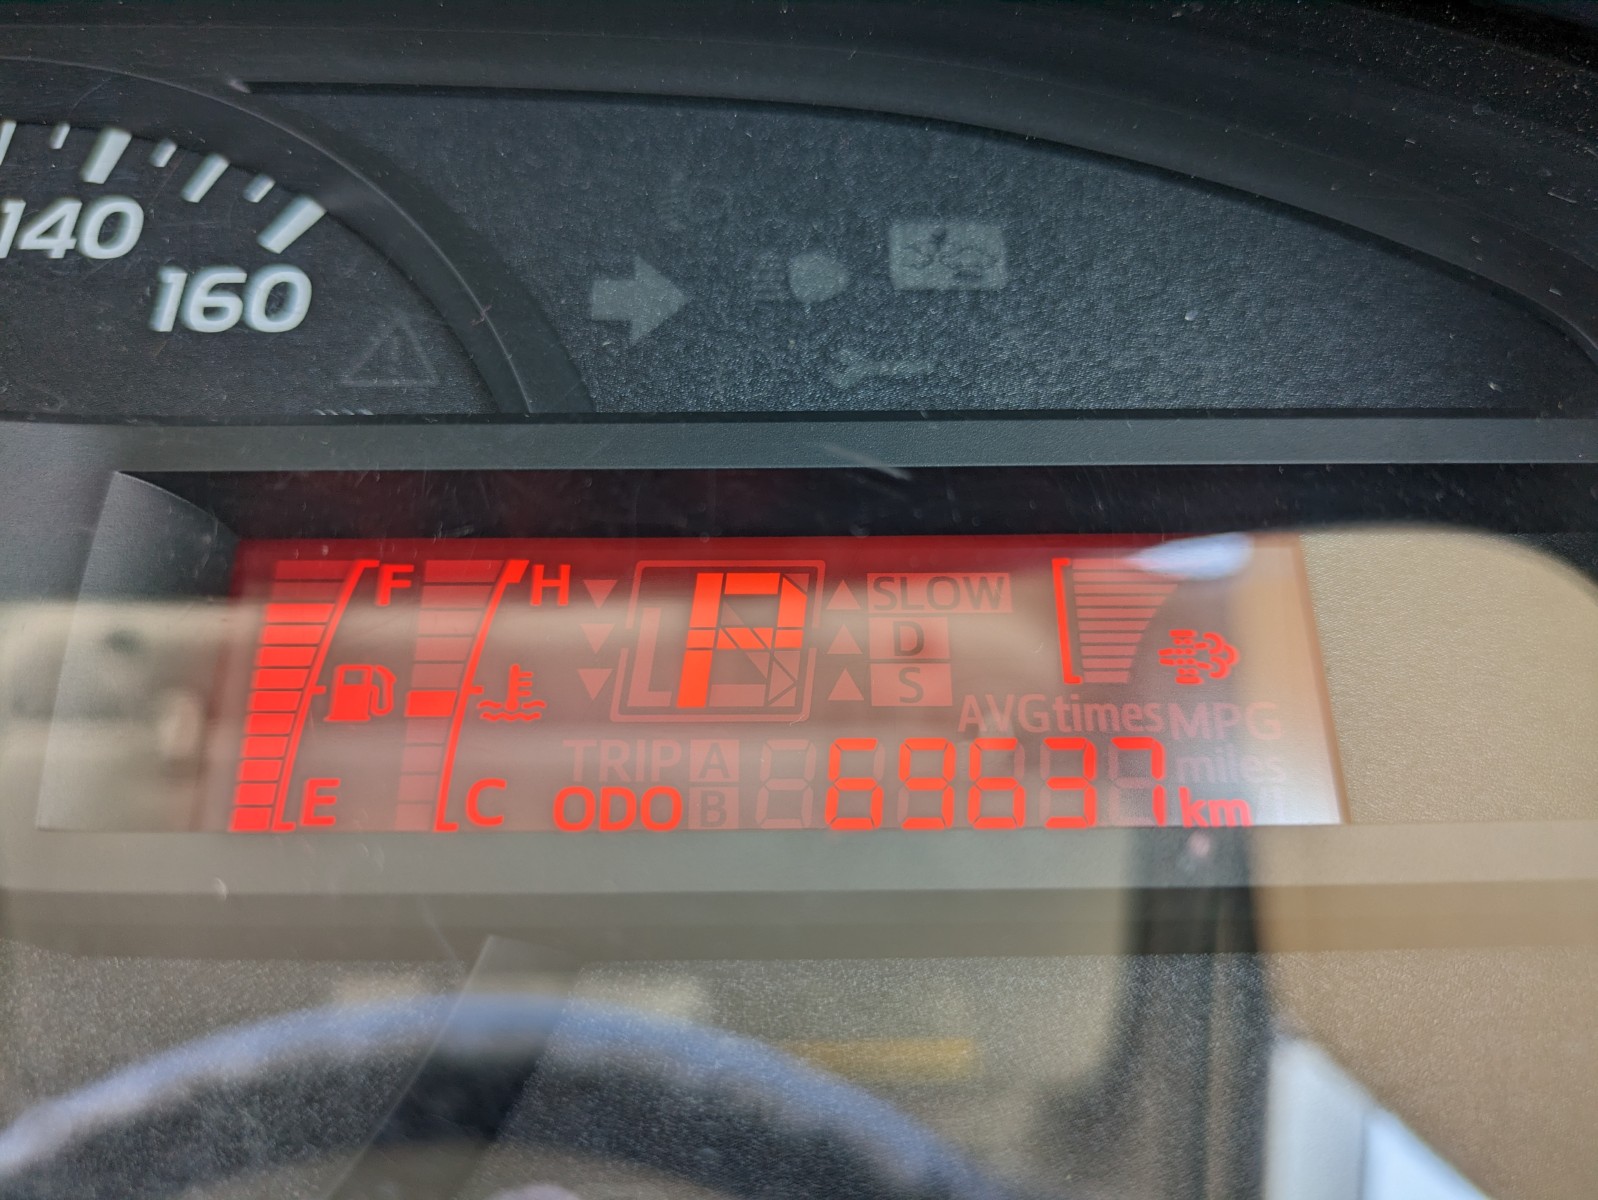 140
160
F H P SLOW
D
L S
AVG times MPG
TRIP A miles
E C ODO B 69637 km